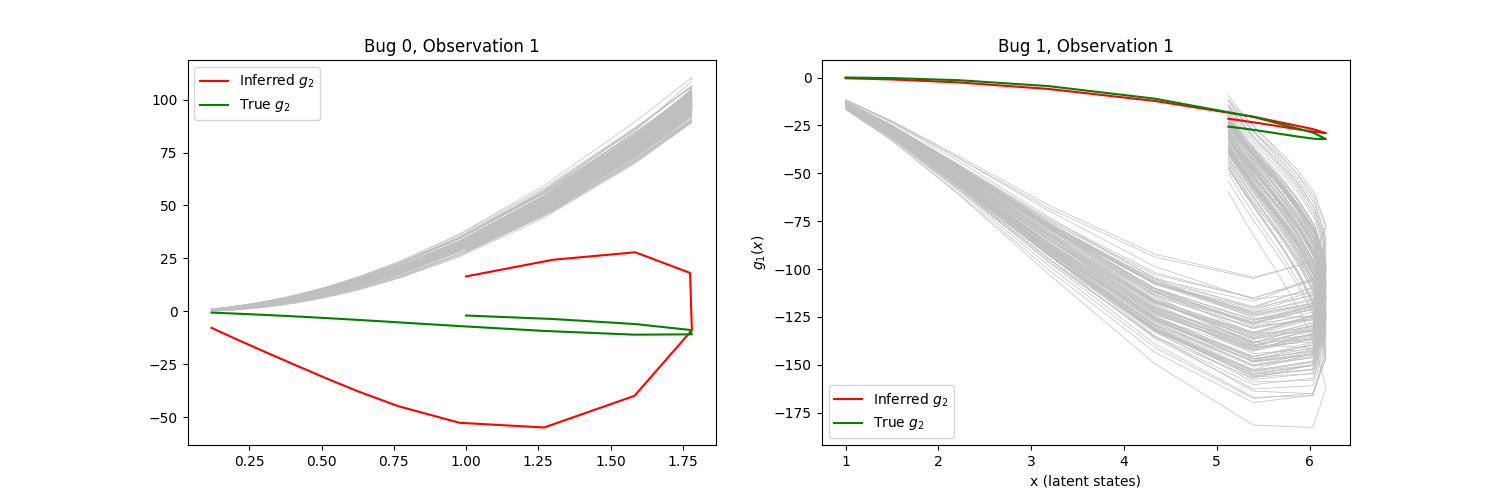 Bug 0, Observation 1
Inferred g₂
True g₂
100
75
50
25
0
−25
−50
0.25 0.50 0.75 1.00 1.25 1.50 1.75
Bug 1, Observation 1
g₁(x)
0
−25
−50
−75
−100
−125
−150
−175
Inferred g₂
True g₂
1 2 3 4 5 6
x (latent states)